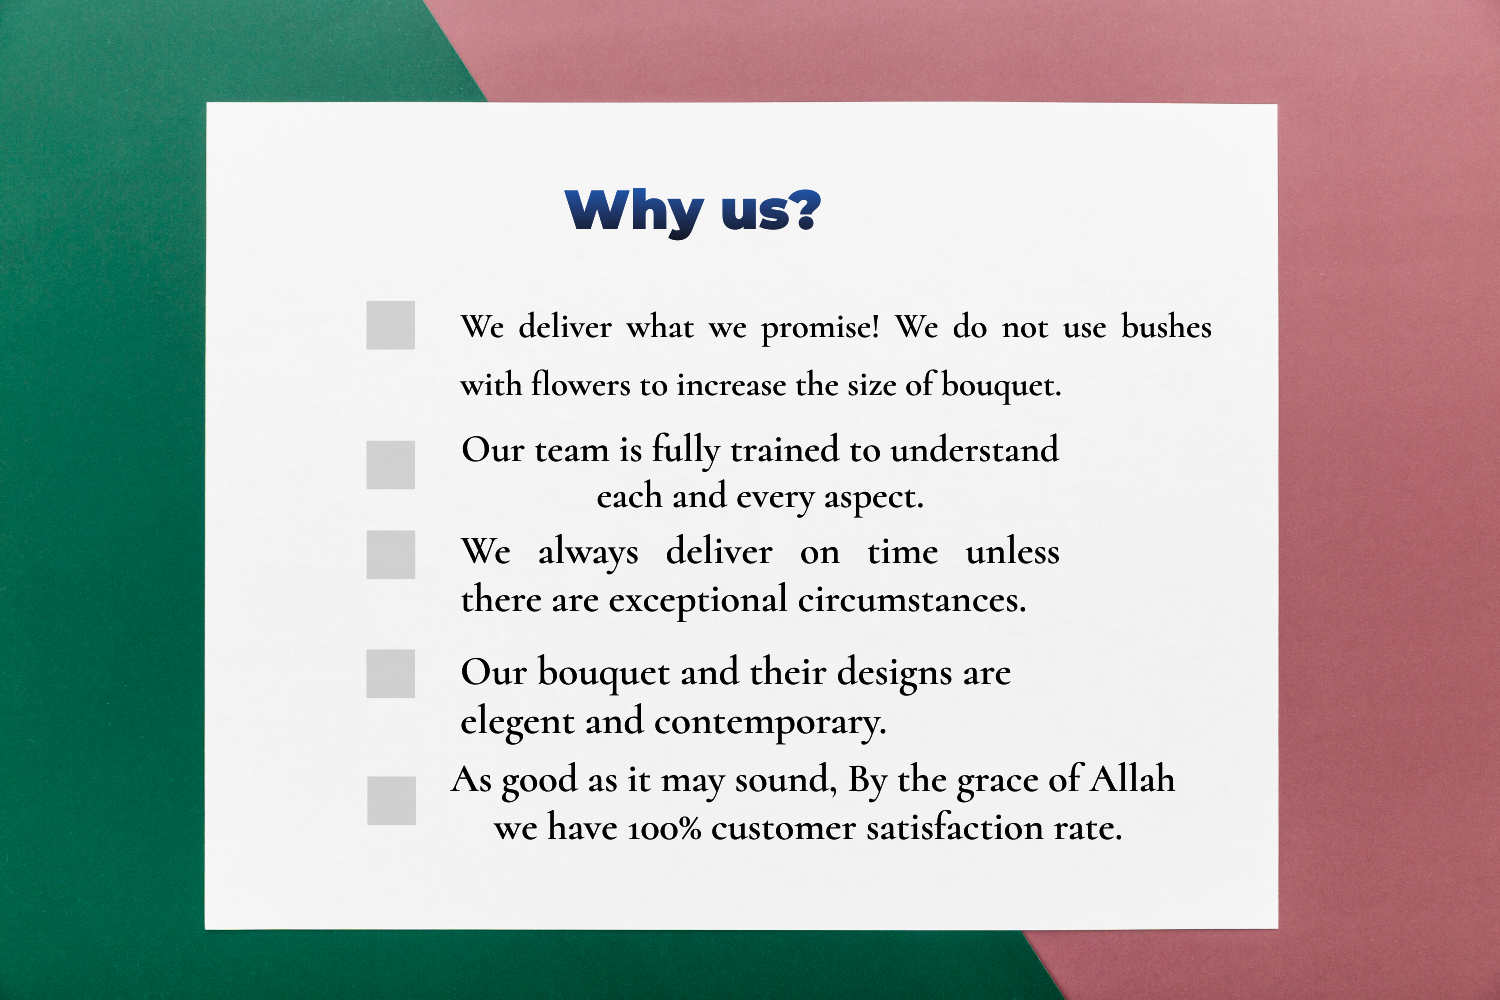 Why us?
We deliver what we promise! We do not use bushes
with flowers to increase the size of bouquet.
Our team is fully trained to understand
each and every aspect.
We always deliver on time unless
there are exceptional circumstances.
Our bouquet and their designs are
elegent and contemporary.
As good as it may sound, By the grace of Allah
we have 100% customer satisfaction rate.